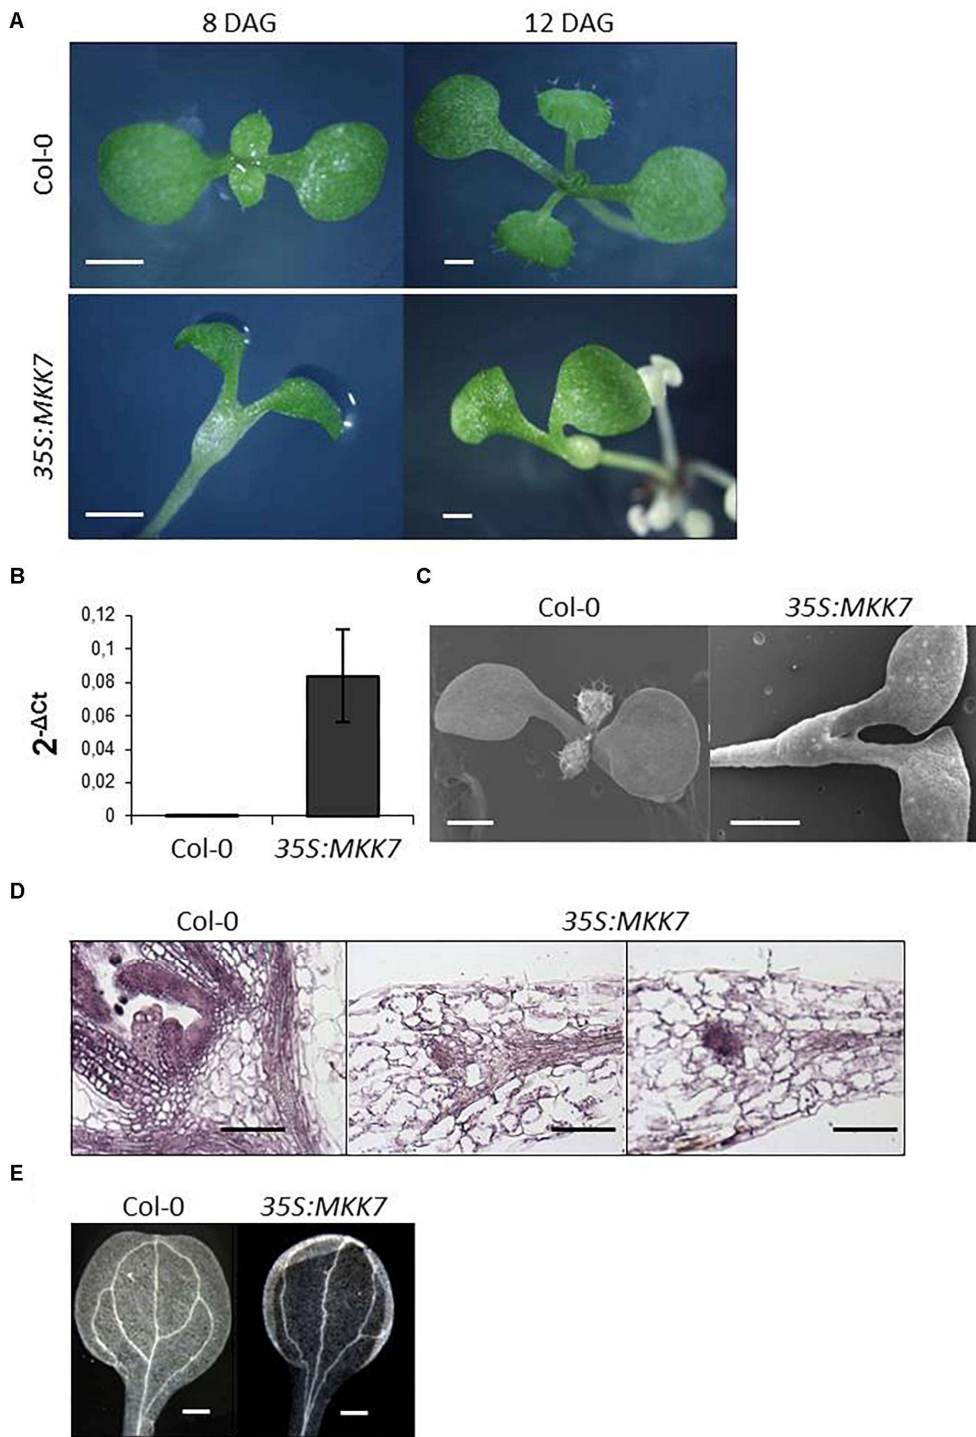 A
8 DAG
12 DAG
Col-0
35S:MKK7
B
0,12
0,1
0,08
0,06
0,04
0,02
0
2-ΔCt
Col-0
35S:MKK7
C
Col-0
35S:MKK7
D
Col-0
35S:MKK7
E
Col-0
35S:MKK7